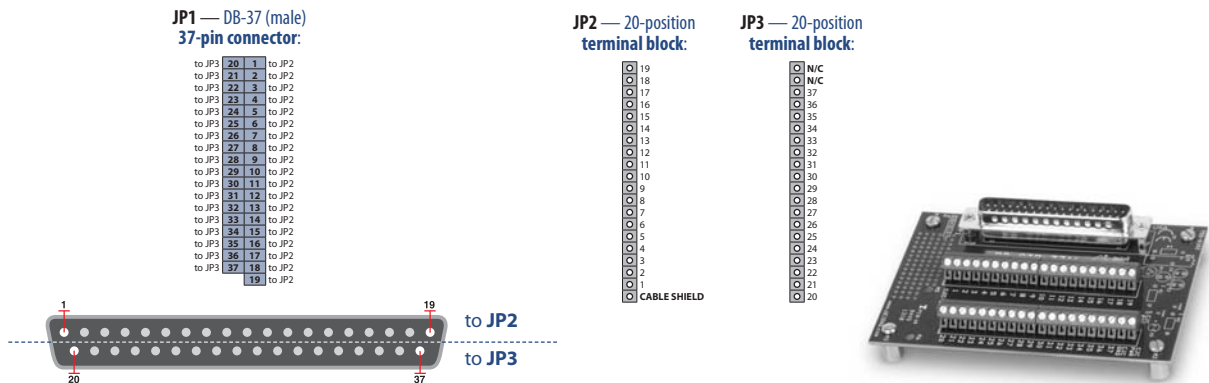 JP1 — DB-37 (male)
37-pin connector:
to JP3 20 1 to JP2
to JP3 21 2 to JP2
to JP3 22 3 to JP2
to JP3 23 4 to JP2
to JP3 24 5 to JP2
to JP3 25 6 to JP2
to JP3 26 7 to JP2
to JP3 27 8 to JP2
to JP3 28 9 to JP2
to JP3 29 10 to JP2
to JP3 30 11 to JP2
to JP3 31 12 to JP2
to JP3 32 13 to JP2
to JP3 33 14 to JP2
to JP3 34 15 to JP2
to JP3 35 16 to JP2
to JP3 36 17 to JP2
to JP3 37 18 to JP2
19 to JP2
1 19
to JP2
to JP3
20 37
JP2 — 20-position
terminal block:
19
18
17
16
15
14
13
12
11
10
9
8
7
6
5
4
3
2
1
CABLE SHIELD
JP3 — 20-position
terminal block:
N/C
N/C
37
36
35
34
33
32
31
30
29
28
27
26
25
24
23
22
21
20